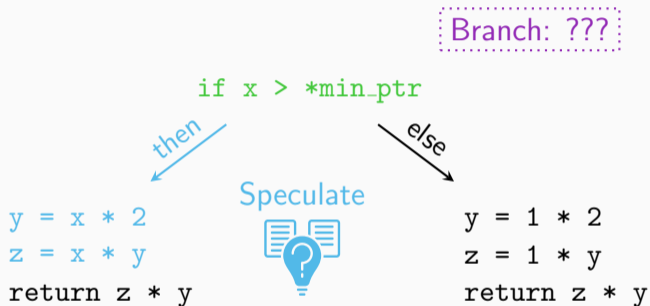 Branch: ???
if x > *min_ptr
then
else
Speculate
y = x * 2
z = x * y
return z * y
?
y = 1 * 2
z = 1 * y
return z * y